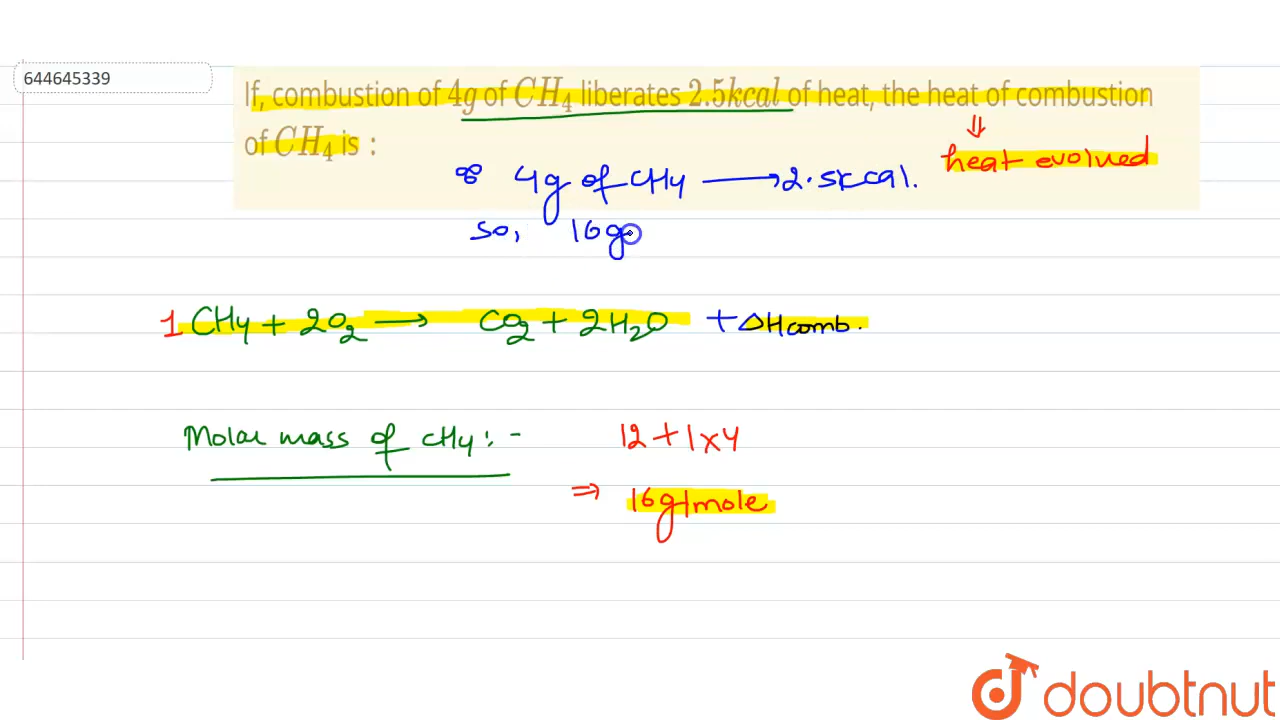 644645339
If, combustion of 4g of CH₄ liberates 2.5kcal of heat, the heat of combustion
of CH₄ is :
⇓
heat evolved
4g of CH4 ⟶ 2.5kcal.
so, 16g
1 CH4 + 2O₂ ⟶ CO₂ + 2H₂O + ΔHcomb.
Molar mass of CH4 :- 12 + 1×4
⇒ 16g/mole
doubtnut